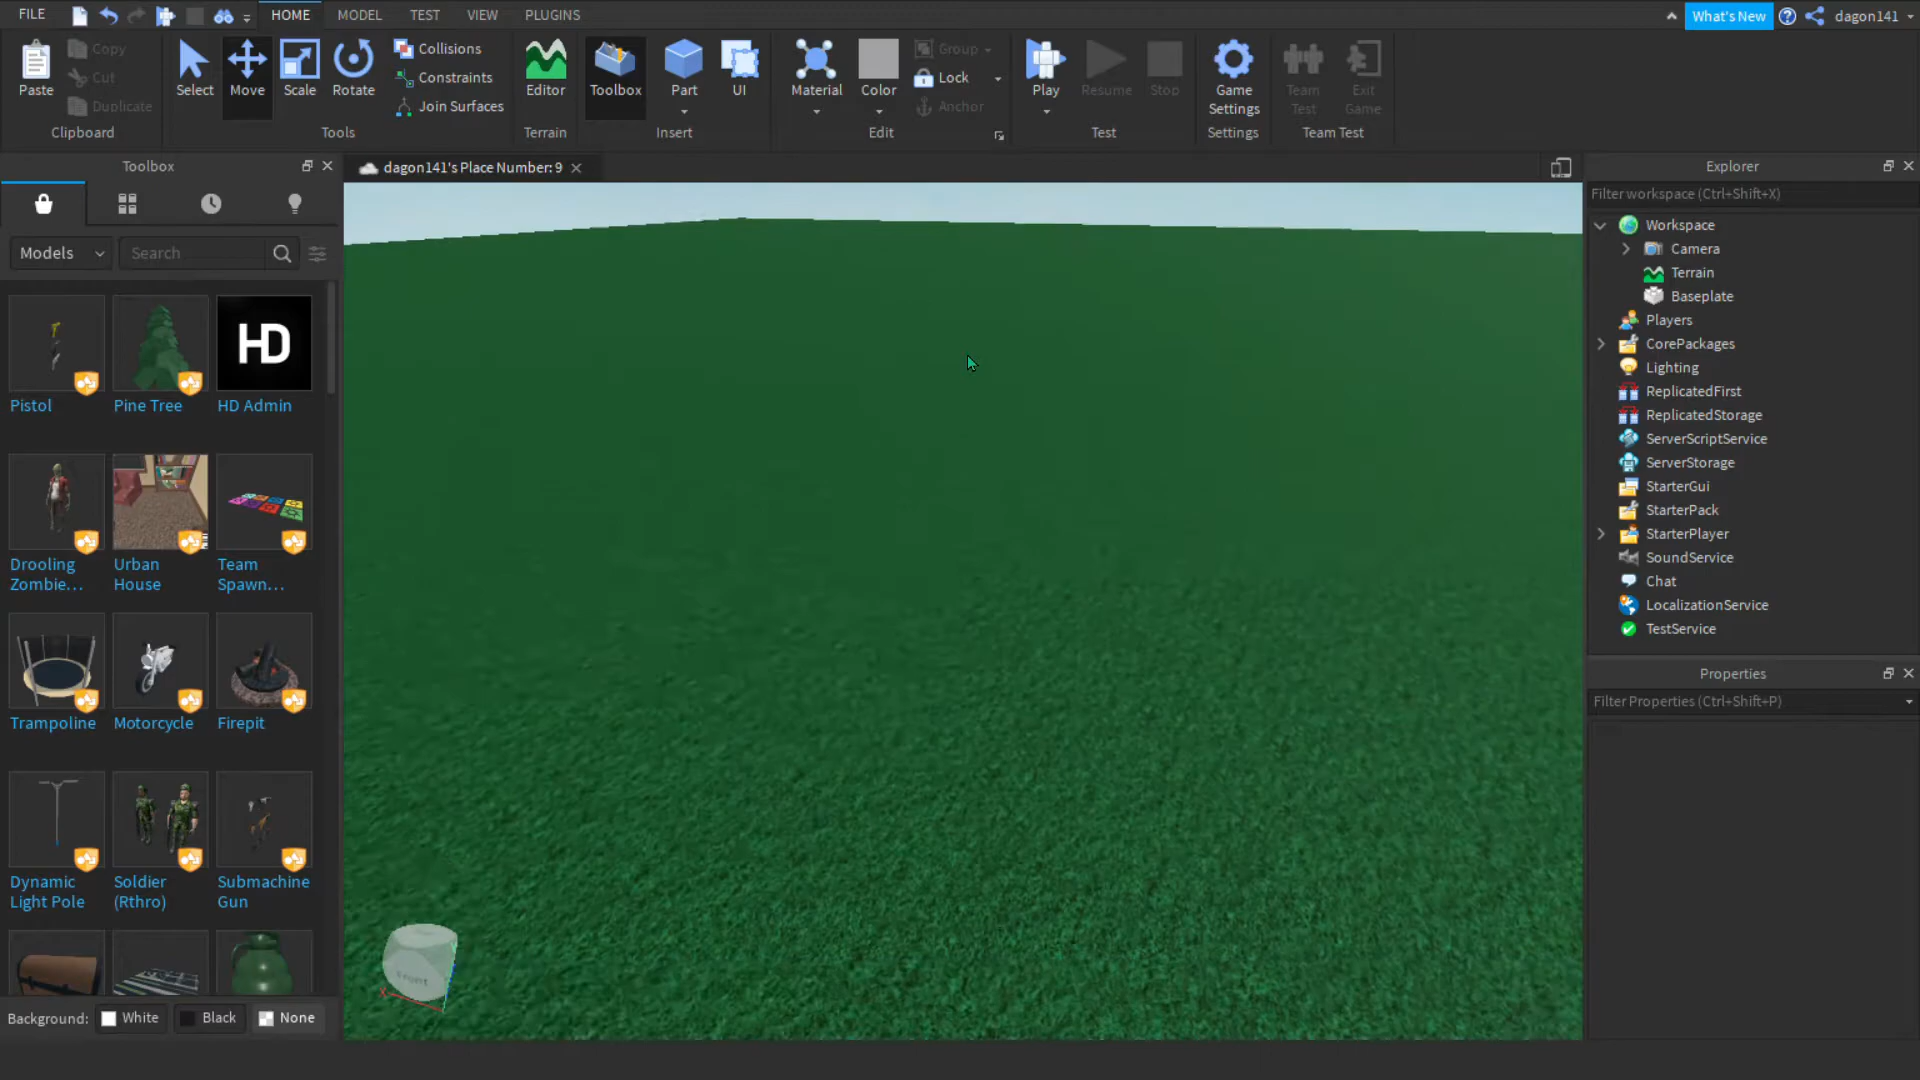 FILE
HOME
MODEL
TEST
VIEW
PLUGINS
What's New
dagon141
Paste
Copy
Cut
Duplicate
Clipboard
Select
Move
Scale
Rotate
Collisions
Constraints
Join Surfaces
Tools
Editor
Terrain
Toolbox
Part
UI
Insert
Material
Color
Group
Lock
Anchor
Edit
Play
Resume
Stop
Test
Game
Settings
Settings
Team
Test
Exit
Game
Team Test
Toolbox
dagon141's Place Number: 9
Explorer
Models
Search
Pistol
Pine Tree
HD
HD Admin
Drooling
Zombie...
Urban
House
Team
Spawn...
Trampoline
Motorcycle
Firepit
Dynamic
Light Pole
Soldier
(Rthro)
Submachine
Gun
Background:
White
Black
None
Front
X
Filter workspace (Ctrl+Shift+X)
Workspace
Camera
Terrain
Baseplate
Players
CorePackages
Lighting
ReplicatedFirst
ReplicatedStorage
ServerScriptService
ServerStorage
StarterGui
StarterPack
StarterPlayer
SoundService
Chat
LocalizationService
TestService
Properties
Filter Properties (Ctrl+Shift+P)